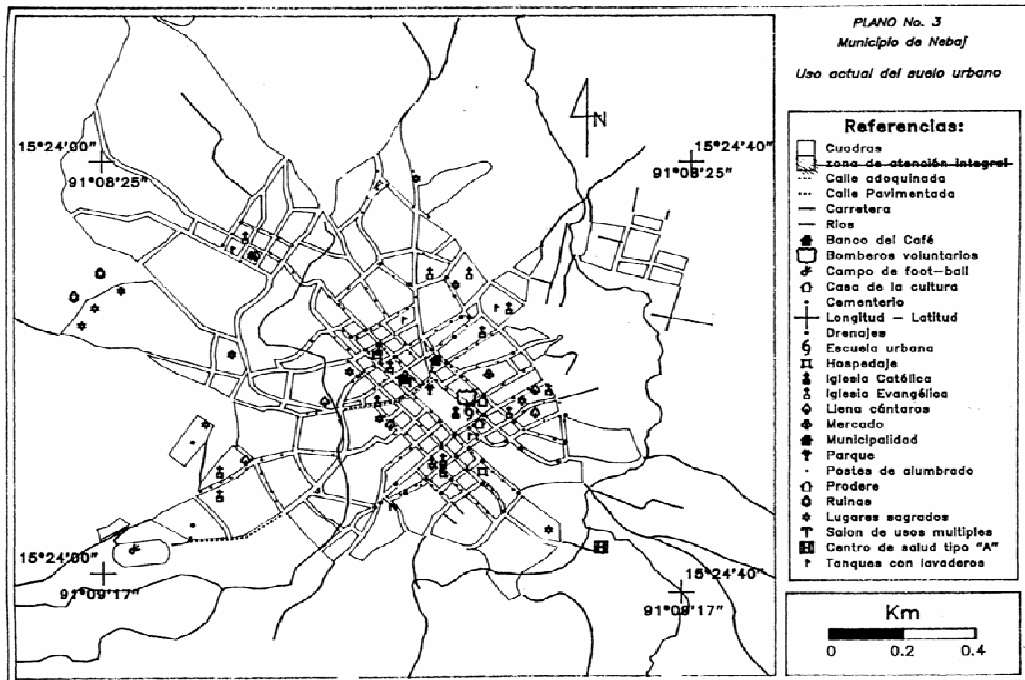 PLANO No. 3
Municipio de Nebaj
Uso actual del suelo urbano
N
15°24'00"
91°08'25"
15°24'40"
91°08'25"
15°24'00"
91°09'17"
15°24'40"
91°09'17"
Referencias:
Cuadras
zona de atención integral
Calle adoquinada
Calle Pavimentada
Carretera
Rios
Banco del Café
Bomberos voluntarios
Campo de foot-ball
Casa de la cultura
Cementerio
Longitud - Latitud
Drenajes
Escuela urbana
Hospedaje
Iglesia Católica
Iglesia Evangélica
Llena cántaros
Mercado
Municipalidad
Parque
Postes de alumbrado
Prodere
Ruinas
Lugares sagrados
Salon de usos multiples
Centro de salud tipo "A"
Tanques con lavaderos
Km
0 0.2 0.4